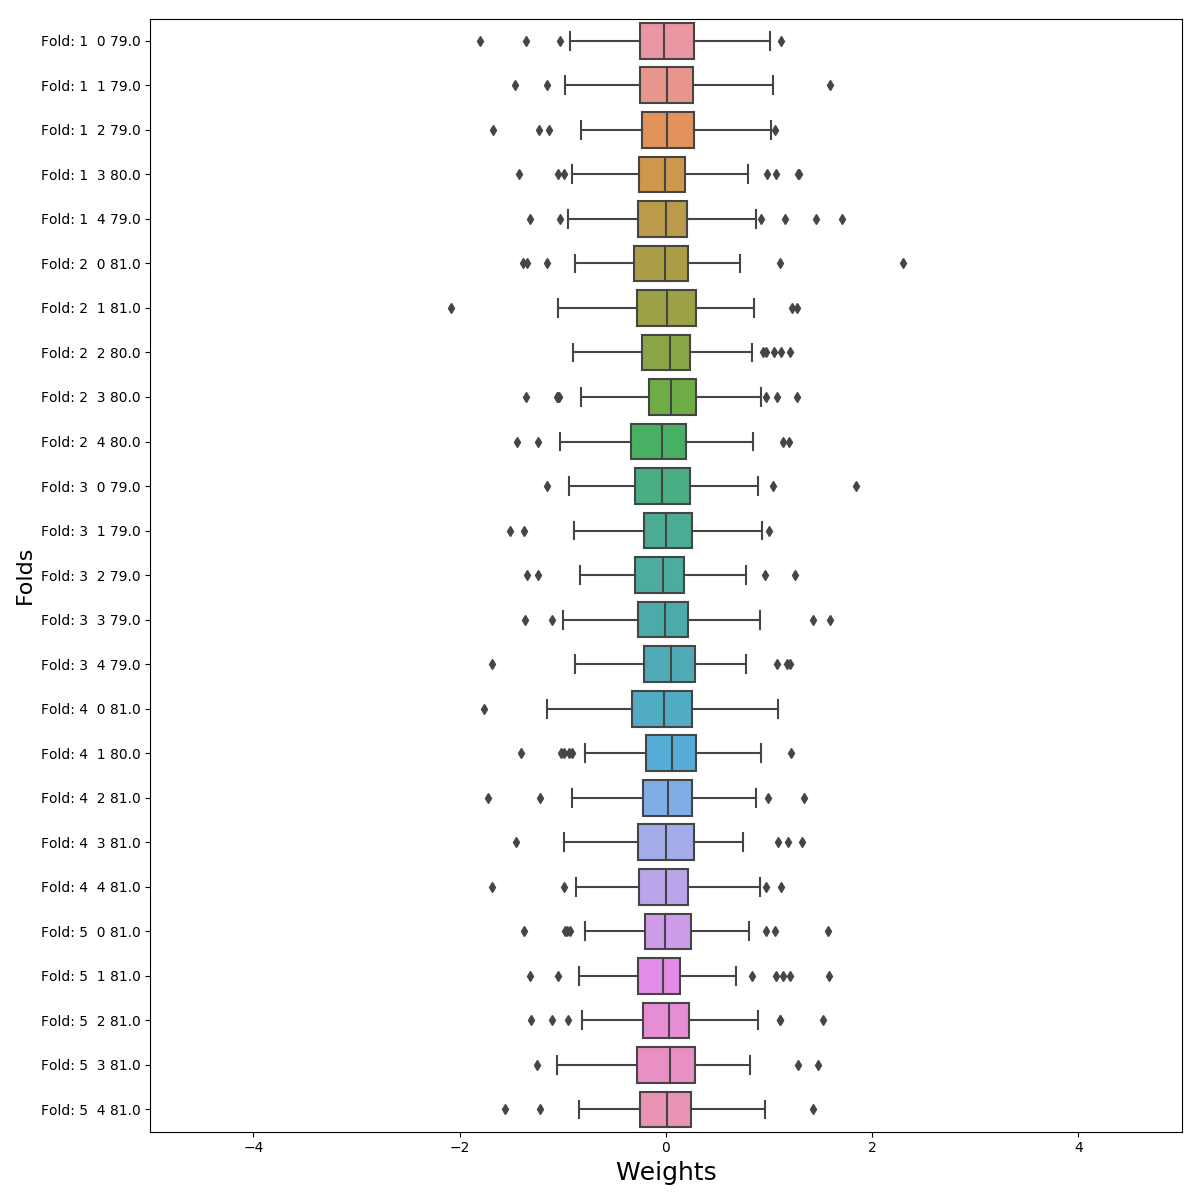 Fold: 1  0 79.0
Fold: 1  1 79.0
Fold: 1  2 79.0
Fold: 1  3 80.0
Fold: 1  4 79.0
Fold: 2  0 81.0
Fold: 2  1 81.0
Fold: 2  2 80.0
Fold: 2  3 80.0
Fold: 2  4 80.0
Fold: 3  0 79.0
Fold: 3  1 79.0
Fold: 3  2 79.0
Fold: 3  3 79.0
Fold: 3  4 79.0
Fold: 4  0 81.0
Fold: 4  1 80.0
Fold: 4  2 81.0
Fold: 4  3 81.0
Fold: 4  4 81.0
Fold: 5  0 81.0
Fold: 5  1 81.0
Fold: 5  2 81.0
Fold: 5  3 81.0
Fold: 5  4 81.0
Folds
−4 −2 0 2 4
Weights